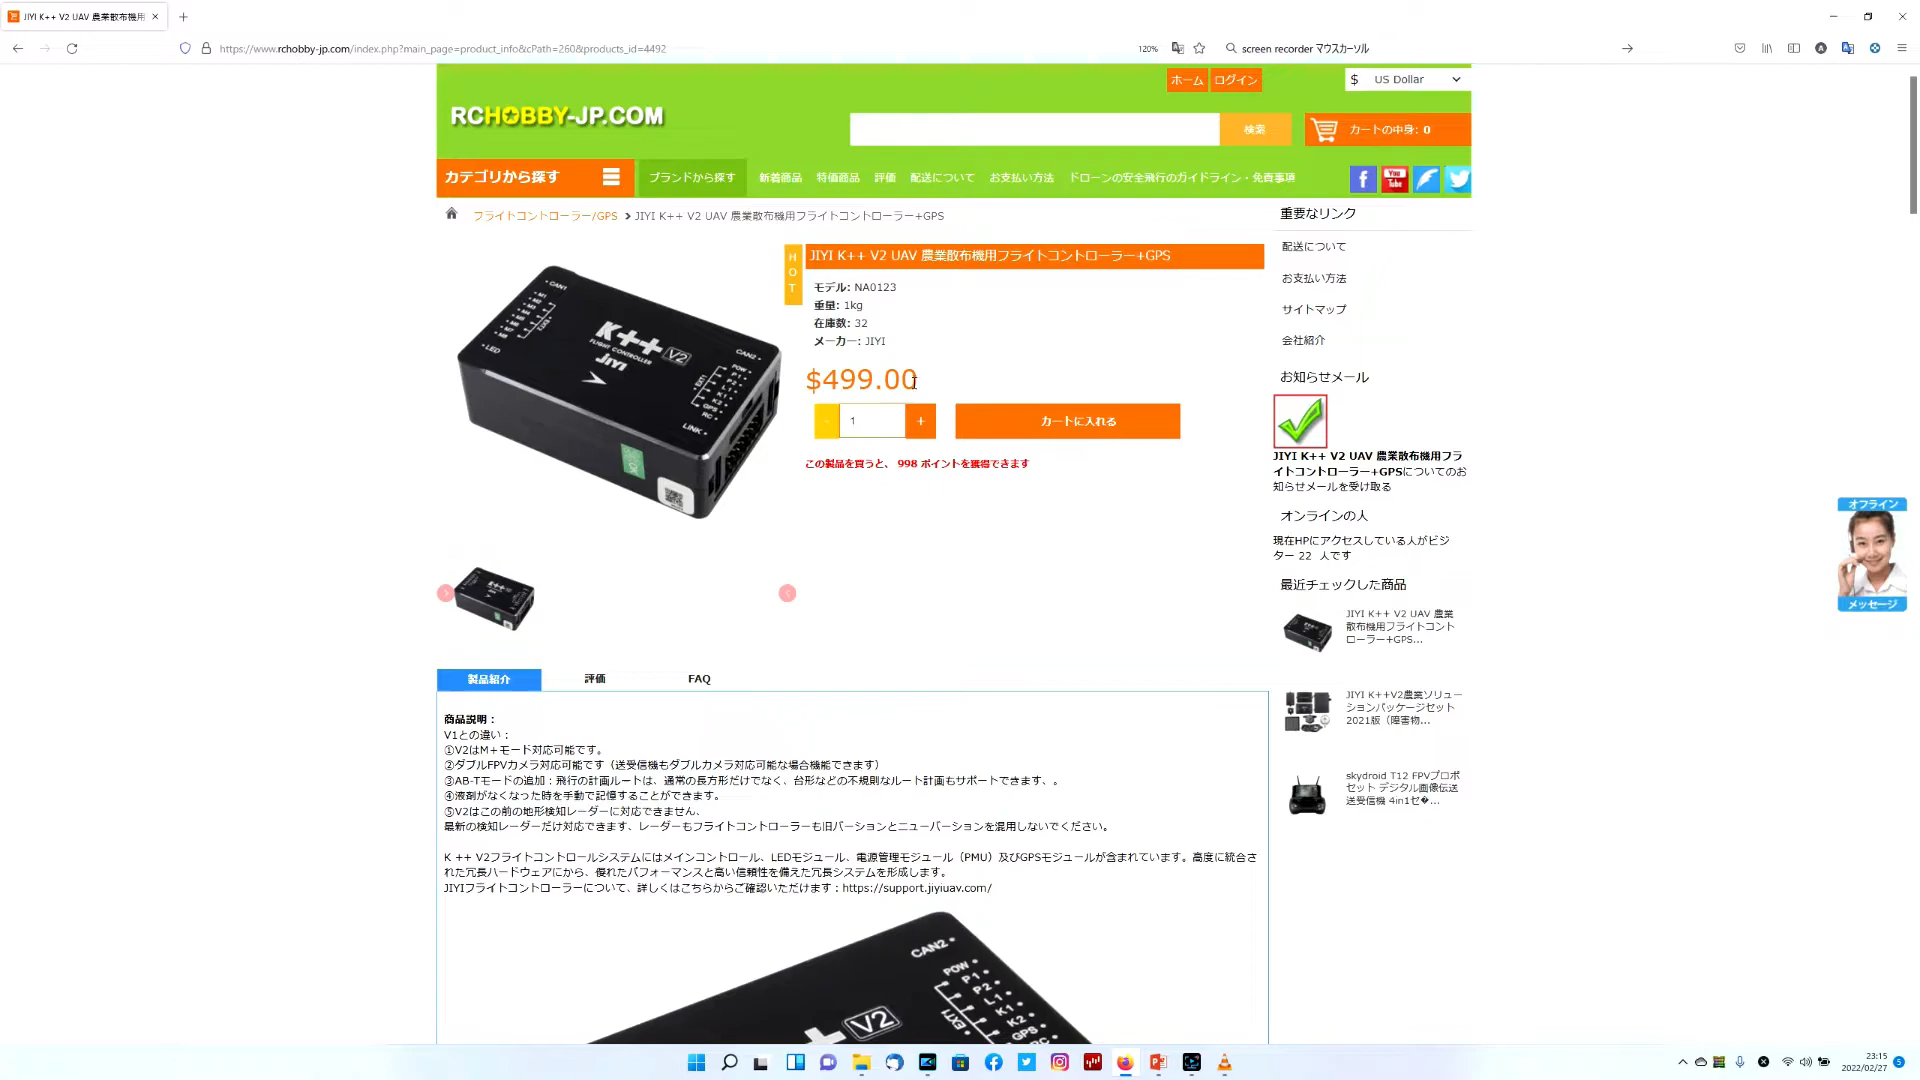 JIYI K++ V2 UAV 農業散布機用
https://www.rchobby-jp.com/index.php?main_page=product_info&cPath=260&products_id=4492
120%
screen recorder マウスカーソル
ホーム
ログイン
$ US Dollar
RCHOBBY-JP.COM
検索
カートの中身: 0
カテゴリから探す
ブランドから探す
新着商品
特価商品
評価
配送について
お支払い方法
ドローンの安全飛行のガイドライン・免責事項
f
You Tube
フライトコントローラー/GPS
JIYI K++ V2 UAV 農業散布機用フライトコントローラー+GPS
HOT
JIYI K++ V2 UAV 農業散布機用フライトコントローラー+GPS
モデル: NA0123
重量: 1kg
在庫数: 32
メーカー: JIYI
$499.00
-
1
+
カートに入れる
この製品を買うと、 998 ポイントを獲得できます
CAN1
M1
M2
M3
M4
M5
M6
M7
M8
EXT2
LED
K++ V2
FLIGHT CONTROLLER
JIYI
CAN2
POW
P1
P2
L1
K1
K2
GPS
RC
EXT1
LINK
重要なリンク
配送について
お支払い方法
サイトマップ
会社紹介
お知らせメール
JIYI K++ V2 UAV 農業散布機用フラ
イトコントローラー+GPSについてのお
知らせメールを受け取る
オンラインの人
現在HPにアクセスしている人がビジ
ター 22 人です
最近チェックした商品
JIYI K++ V2 UAV 農業
散布機用フライトコント
ローラー+GPS...
JIYI K++V2農業ソリュー
ションパッケージセット
2021版（障害物...
skydroid T12 FPVプロポ
セット デジタル画像伝送
送受信機 4in1セ�...
オフライン
メッセージ
製品紹介
評価
FAQ
商品説明：
V1との違い：
①V2はM＋モード対応可能です。
②ダブルFPVカメラ対応可能です（送受信機もダブルカメラ対応可能な場合機能できます）
③AB-Tモードの追加：飛行の計画ルートは、通常の長方形だけでなく、台形などの不規則なルート計画もサポートできます、。
④液剤がなくなった時を手動で記憶することができます。
⑤V2はこの前の地形検知レーダーに対応できません、
最新の検知レーダーだけ対応できます、レーダーもフライトコントローラーも旧バーションとニューバーションを混用しないでください。
K ++ V2フライトコントロールシステムにはメインコントロール、LEDモジュール、電源管理モジュール（PMU）及びGPSモジュールが含まれています。高度に統合さ
れた冗長ハードウェアにから、優れたパフォーマンスと高い信頼性を備えた冗長システムを形成します。
JIYIフライトコントローラーについて、詳しくはこちらからご確認いただけます：https://support.jiyiuav.com/
CAN2
POW
P1
P2
L1
K1
K2
GPS
RC
EXT1
V2
23:15
2022/02/27
5